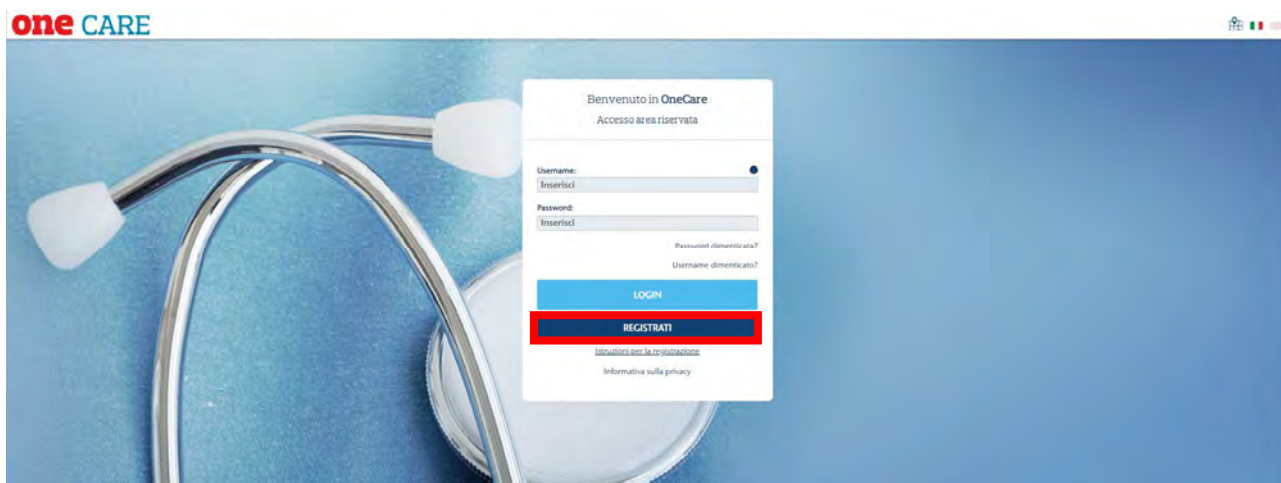 one CARE
Benvenuto in OneCare
Accesso area riservata
Username:
Inserisci
Password:
Inserisci
Password dimenticata?
Username dimenticato?
LOGIN
REGISTRATI
Istruzioni per la registrazione
Informativa sulla privacy